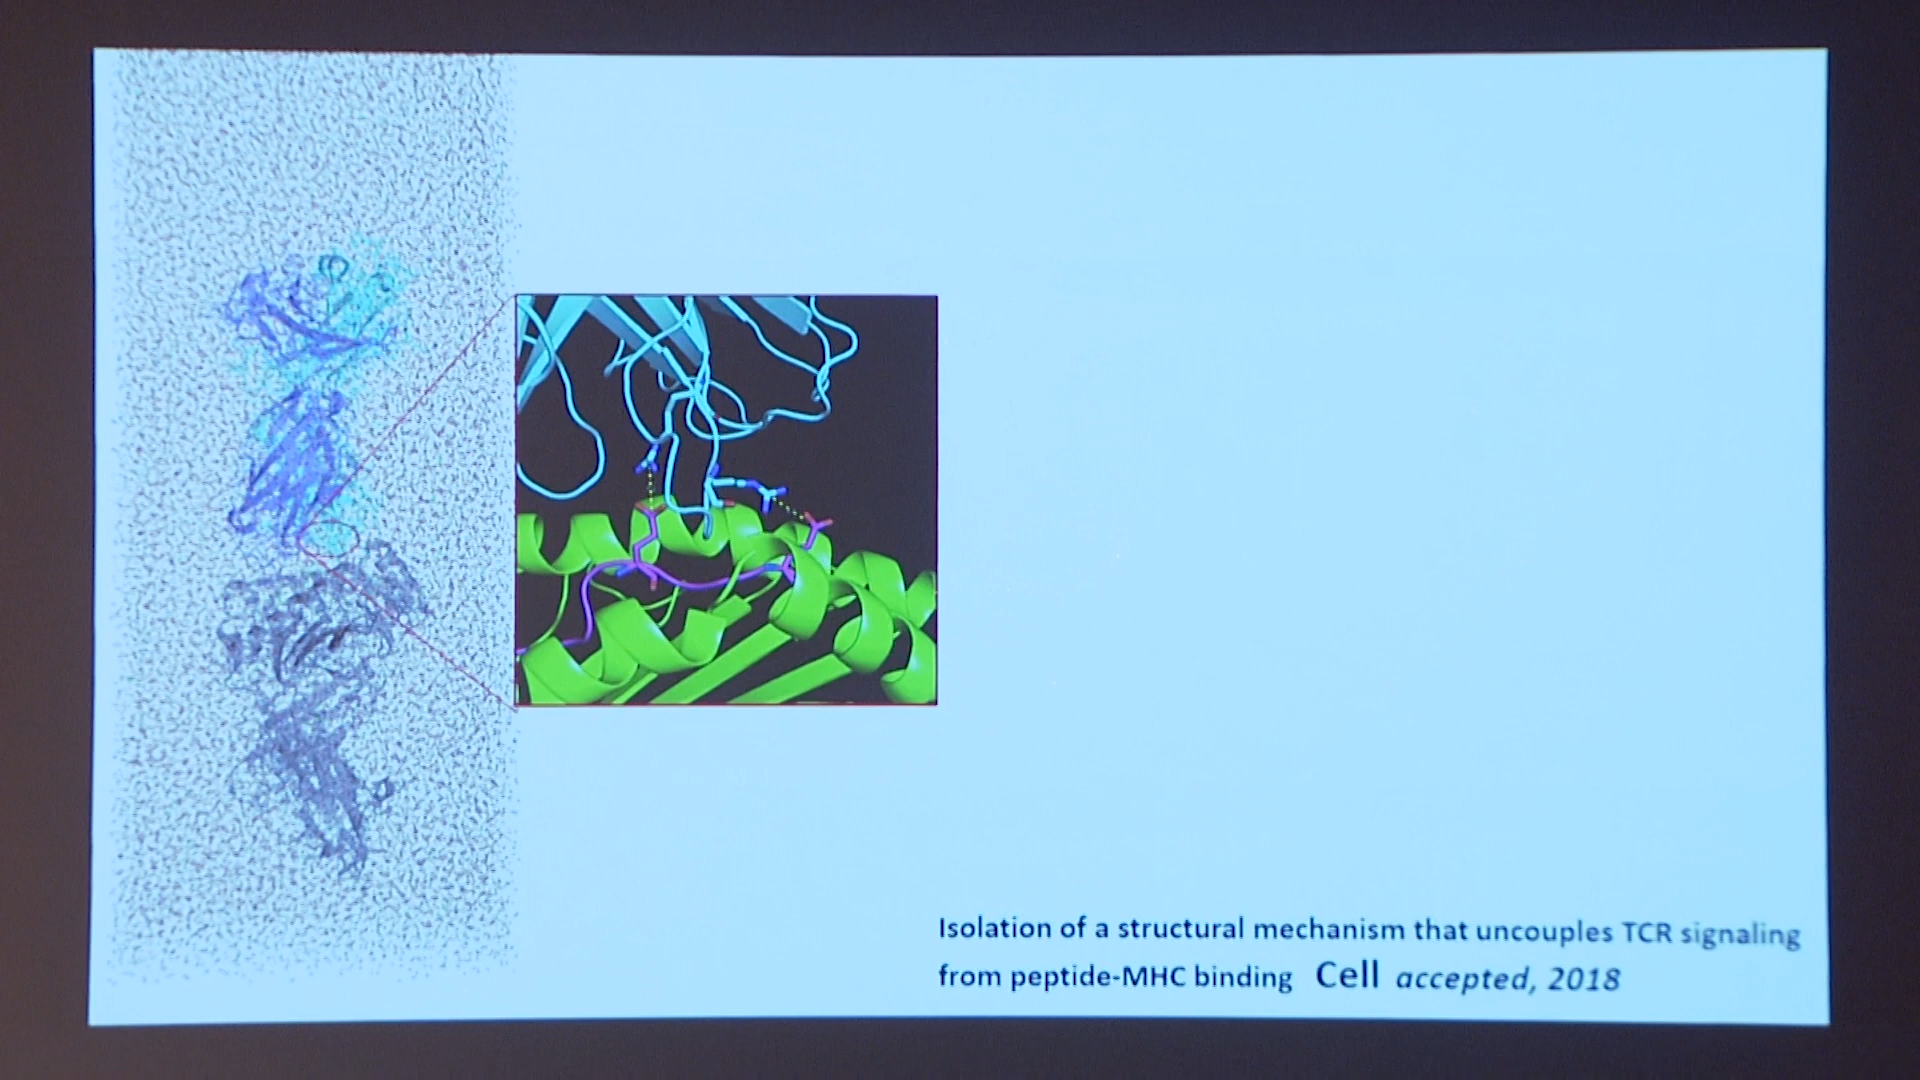 Isolation of a structural mechanism that uncouples TCR signaling
from peptide-MHC binding Cell accepted, 2018